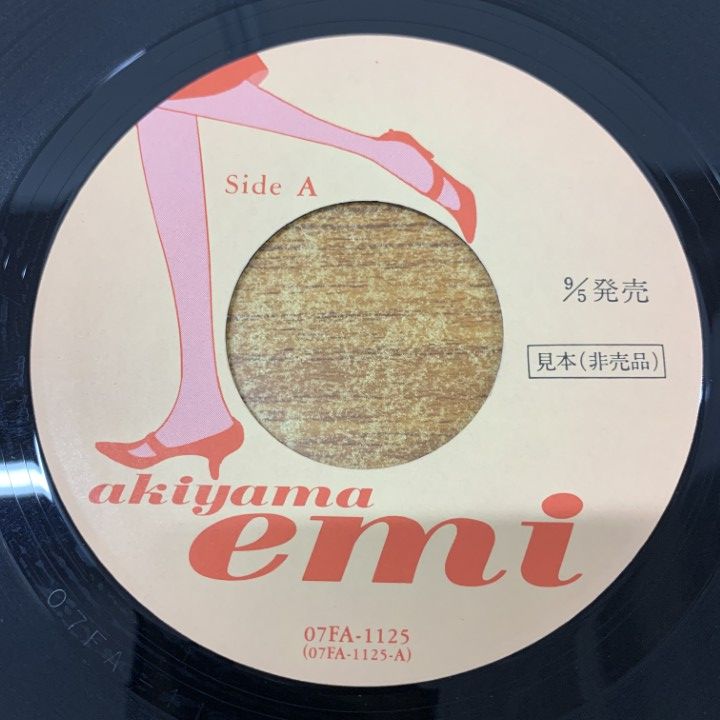 Side A
9/5 発売
見本(非売品)
akiyama
emi
07FA-1125
(07FA-1125-A)